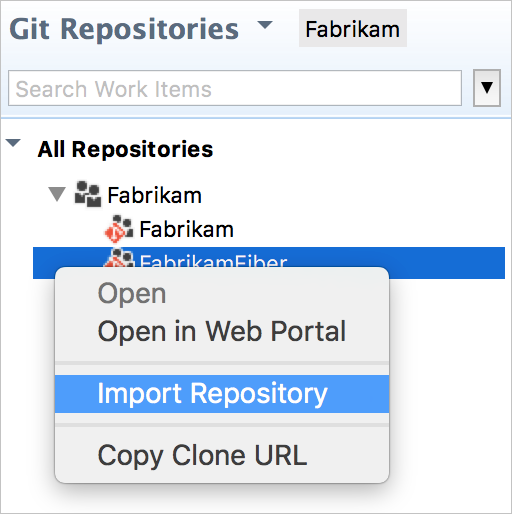 Git Repositories Fabrikam
Search Work Items
All Repositories
Fabrikam
Fabrikam
FabrikamFiber
Open
Open in Web Portal
Import Repository
Copy Clone URL